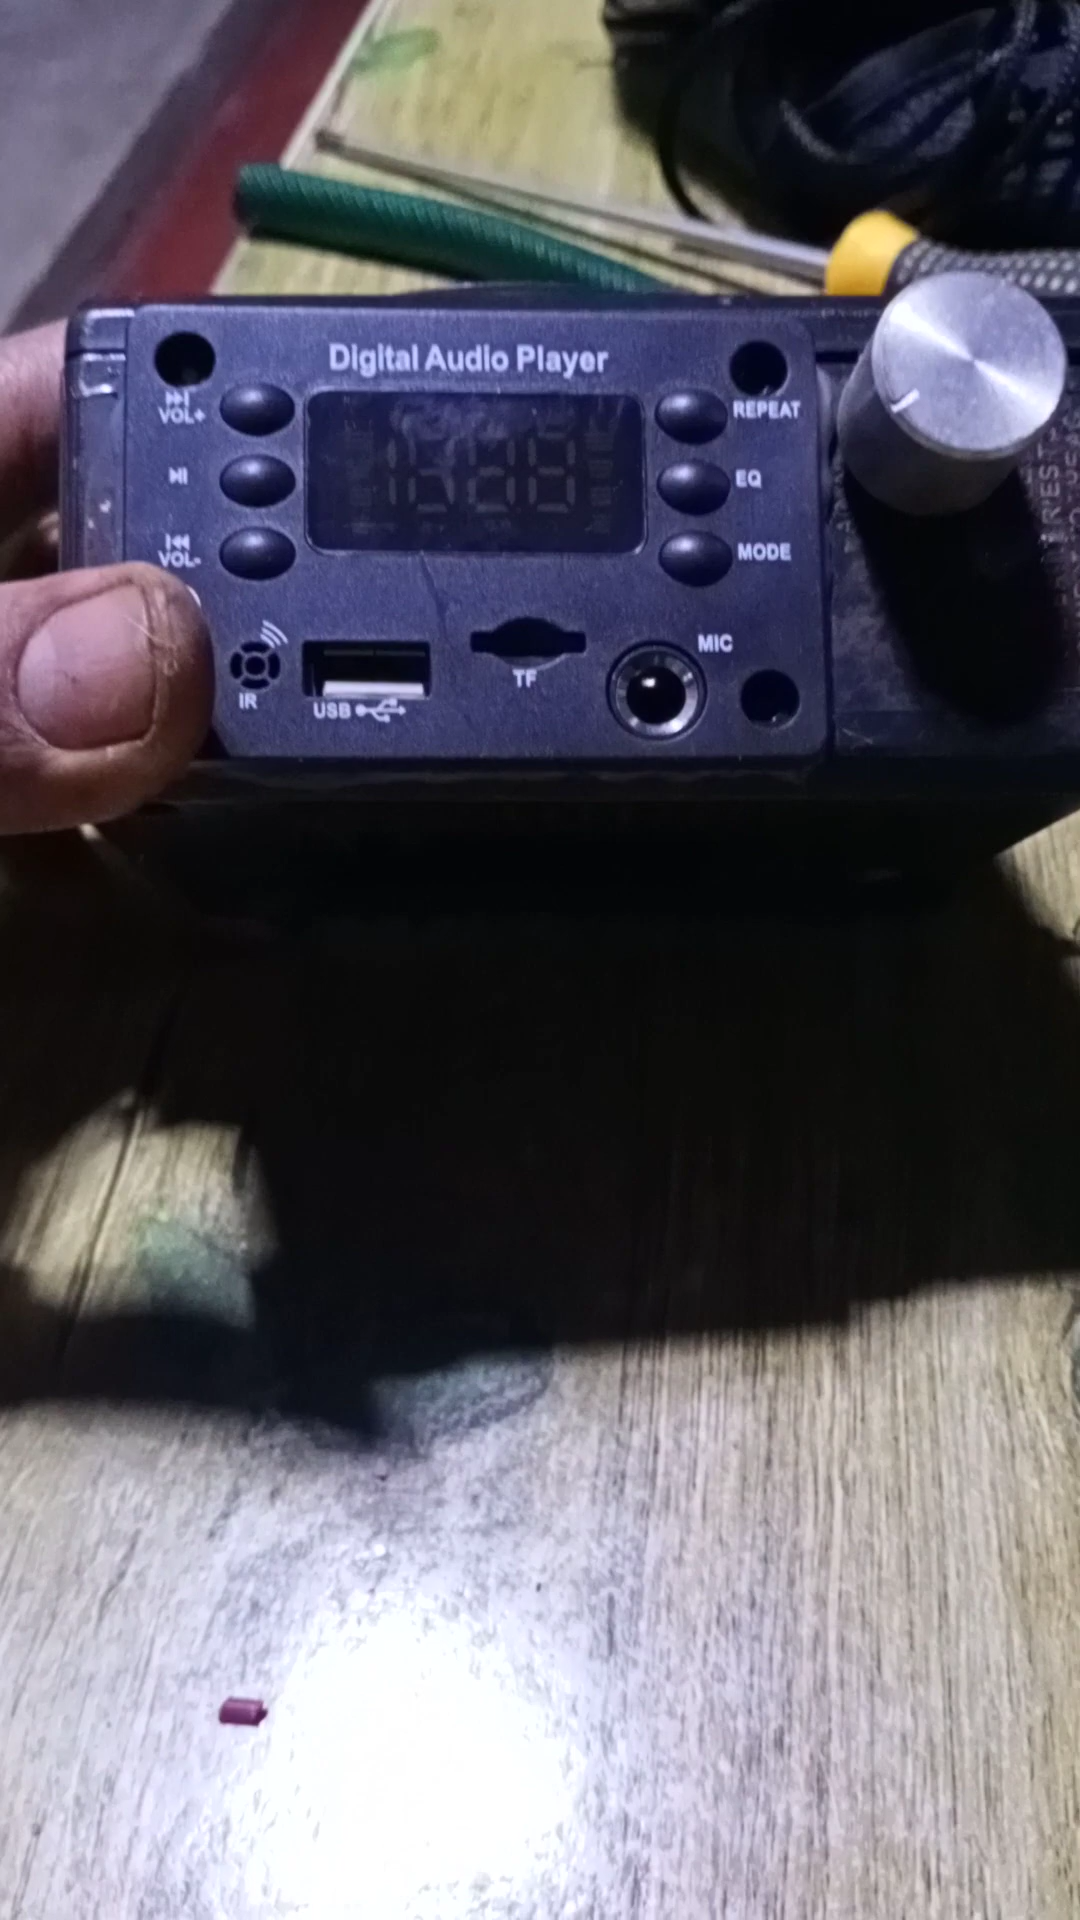 Digital Audio Player
VOL+
REPEAT
EQ
VOL-
MODE
MIC
IR
USB
TF